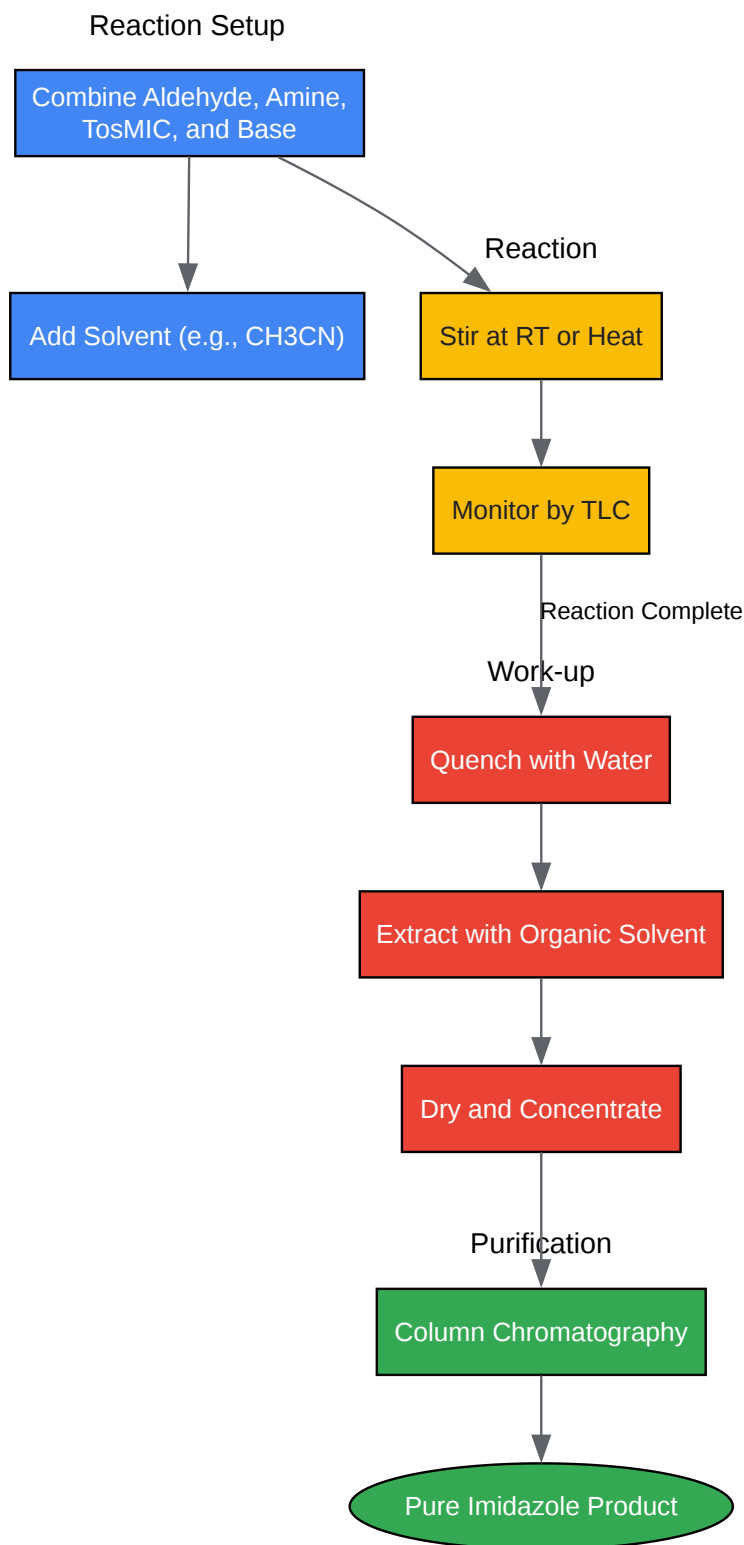 Reaction Setup
Combine Aldehyde, Amine,
TosMIC, and Base
Reaction
Add Solvent (e.g., CH3CN)
Stir at RT or Heat
Monitor by TLC
Reaction Complete
Work-up
Quench with Water
Extract with Organic Solvent
Dry and Concentrate
Purification
Column Chromatography
Pure Imidazole Product